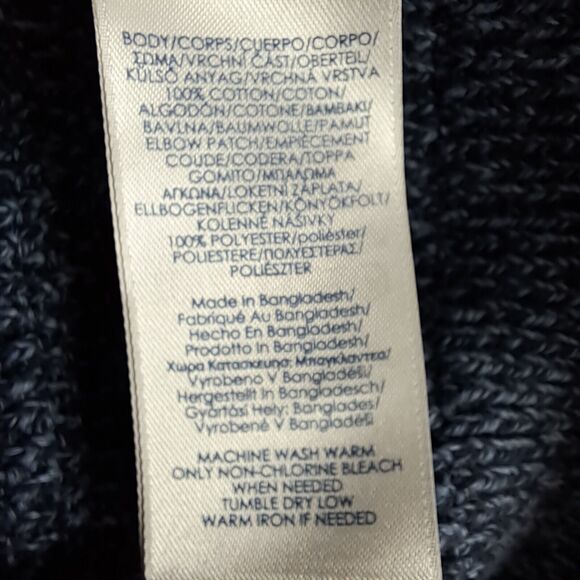 BODY/CORPS/CUERPO/CORPO/
ΣΩΜΑ/VRCHNÍ ČÁST/OBERTEIL/
KÜLSŐ ANYAG/VRCHNÁ VRSTVA
100% COTTON/COTON/
ALGODÓN/COTONE/ΒΑΜΒΑΚΙ/
BAVLNA/BAUMWOLLE/PAMUT
ELBOW PATCH/EMPIÈCEMENT
COUDE/CODERA/TOPPA
GOMITO/ΜΠΑΛΩΜΑ
ΑΓΚΩΝΑ/LOKETNÍ ZÁPLATA/
ELLBOGENFLICKEN/KÖNYÖKFOLT/
KOLENNÉ NÁŠIVKY
100% POLYESTER/poliéster/
POLIESTERE/ΠΟΛΥΕΣΤΕΡΑΣ/
POLIÉSZTER
Made In Bangladesh/
Fabriqué Au Bangladesh/
Hecho En Bangladesh/
Prodotto In Bangladesh/
Χωρα Κατασκευης: Μπαγκλαντες/
Vyrobeno V Bangladéši/
Hergestellt In Bangladesch/
Gyártási Hely: Banglades/
Vyrobené V Bangladéši
MACHINE WASH WARM
ONLY NON-CHLORINE BLEACH
WHEN NEEDED
TUMBLE DRY LOW
WARM IRON IF NEEDED